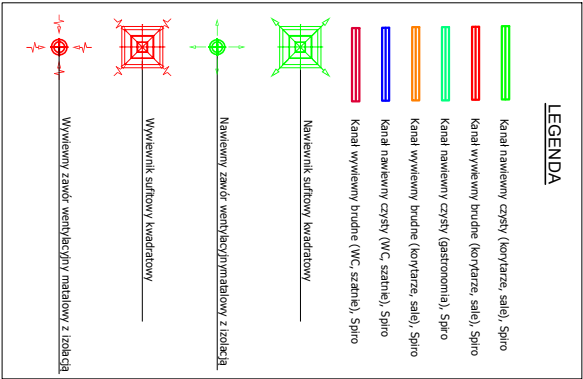 LEGENDA
Kanał nawiewny czysty (korytarze, sale), Spiro
Kanał wywiewny brudne (korytarze, sale), Spiro
Kanał nawiewny czysty (gastronomia), Spiro
Kanał wywiewny brudne (korytarze, sale), Spiro
Kanał nawiewny czysty (WC, szatnie), Spiro
Kanał wywiewny brudne (WC, szatnie), Spiro
Nawiewnik sufitowy kwadratowy
Nawiewny zawór wentylacyjnymatalowy z izolacją
Wywiewnik sufitowy kwadratowy
Wywiewny zawór wentylacyjny matalowy z izolacją